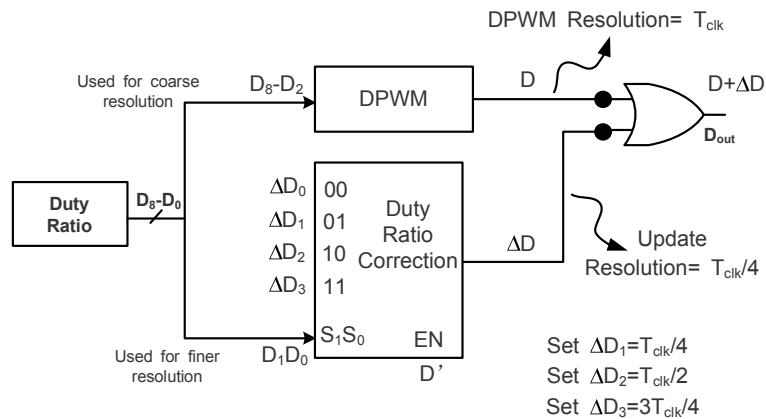 DPWM Resolution= Tclk
Used for coarse
resolution
D8-D2
DPWM
D
D+ΔD
Dout
Duty
Ratio
D8-D0
ΔD0 00
ΔD1 01
ΔD2 10
ΔD3 11
Duty
Ratio
Correction
ΔD
Update
Resolution= Tclk/4
S1S0
EN
Used for finer
resolution
D1D0
D’
Set ΔD1=Tclk/4
Set ΔD2=Tclk/2
Set ΔD3=3Tclk/4